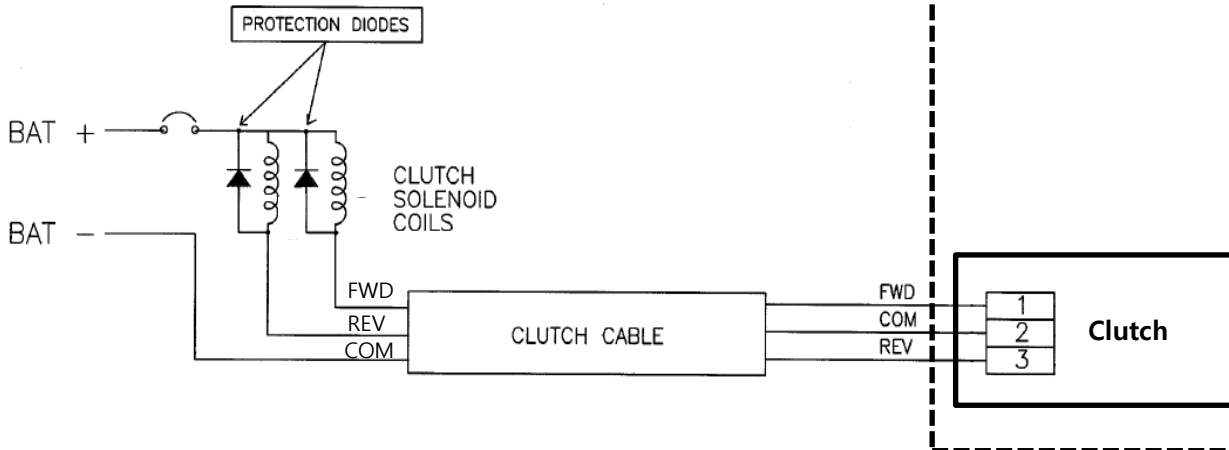 PROTECTION DIODES
BAT +
CLUTCH
SOLENOID
COILS
BAT -
FWD
REV
COM
CLUTCH CABLE
FWD
COM
REV
1
2
3
Clutch